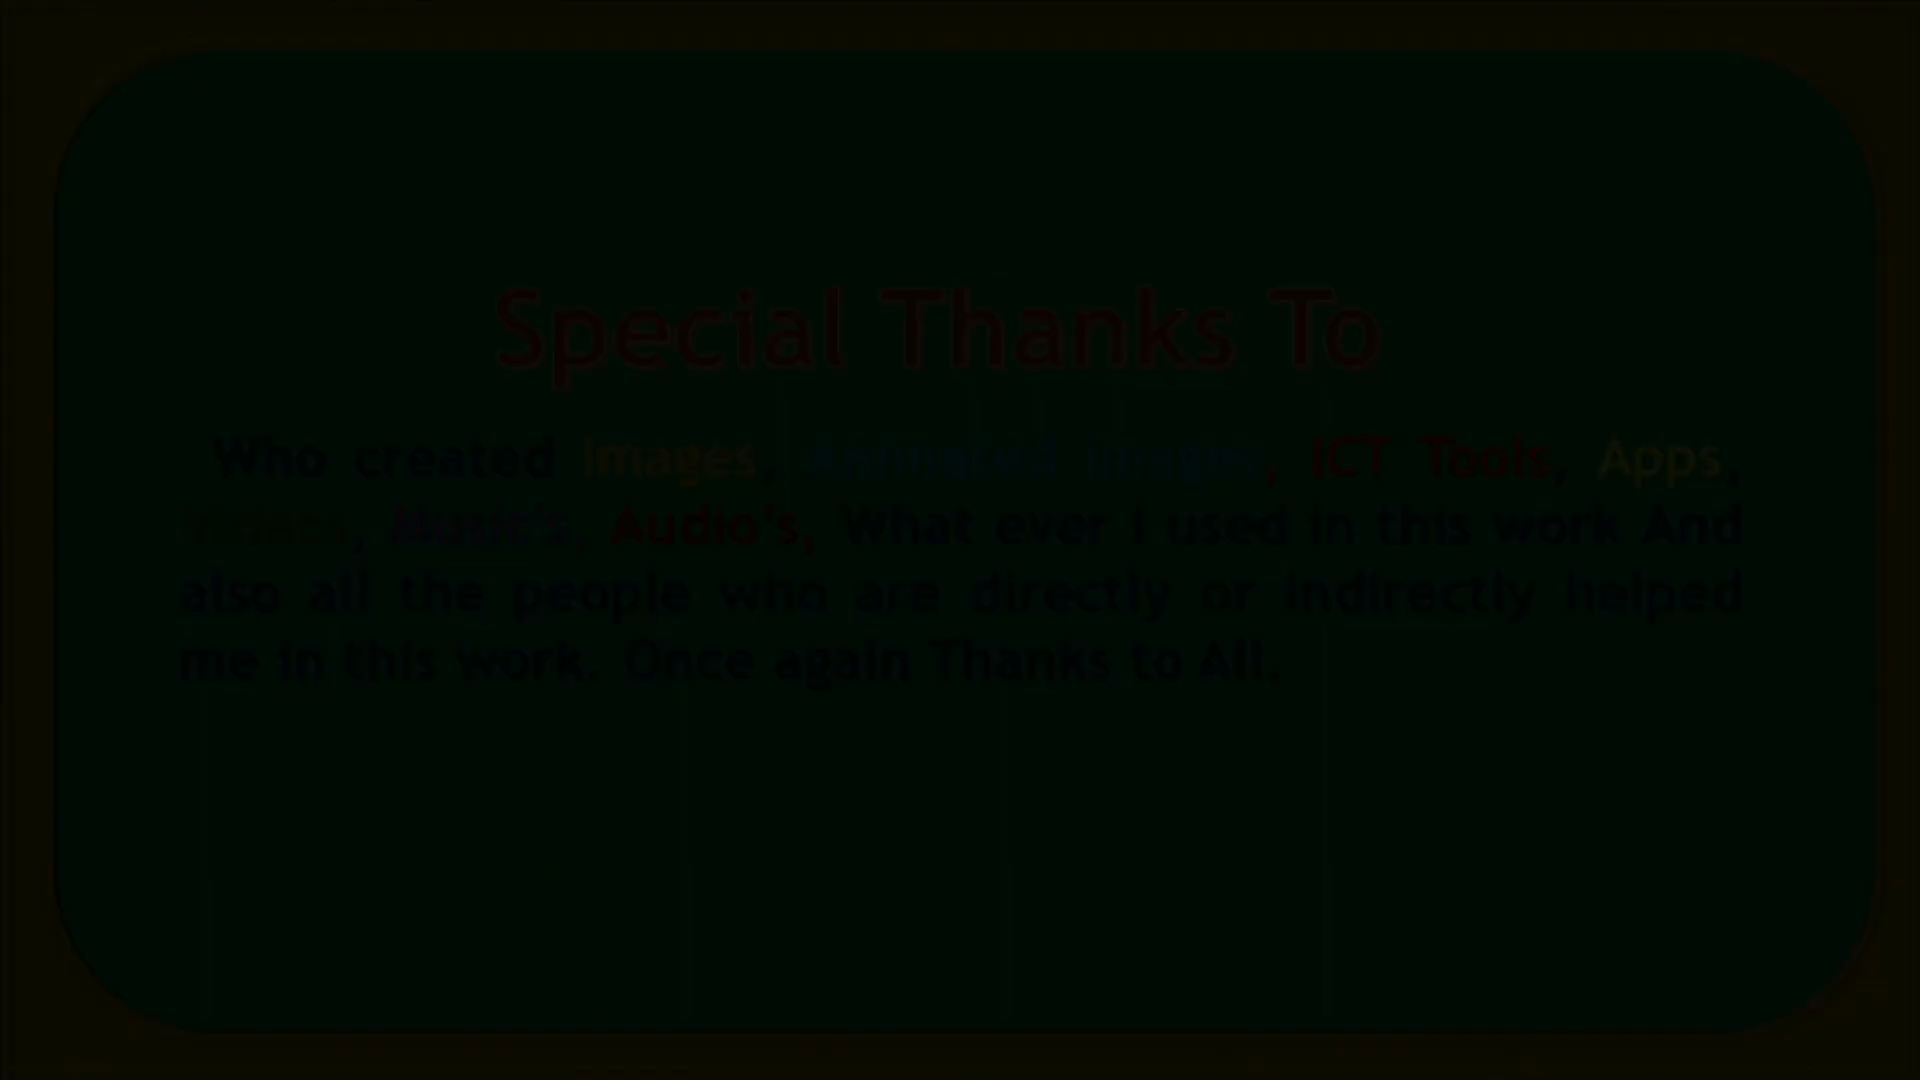 Special Thanks To
Who created Images, Animated Images, ICT Tools, Apps,
Videos, Music's, Audio's, What ever I used in this work And
also all the people who are directly or indirectly helped
me in this work. Once again Thanks to All.